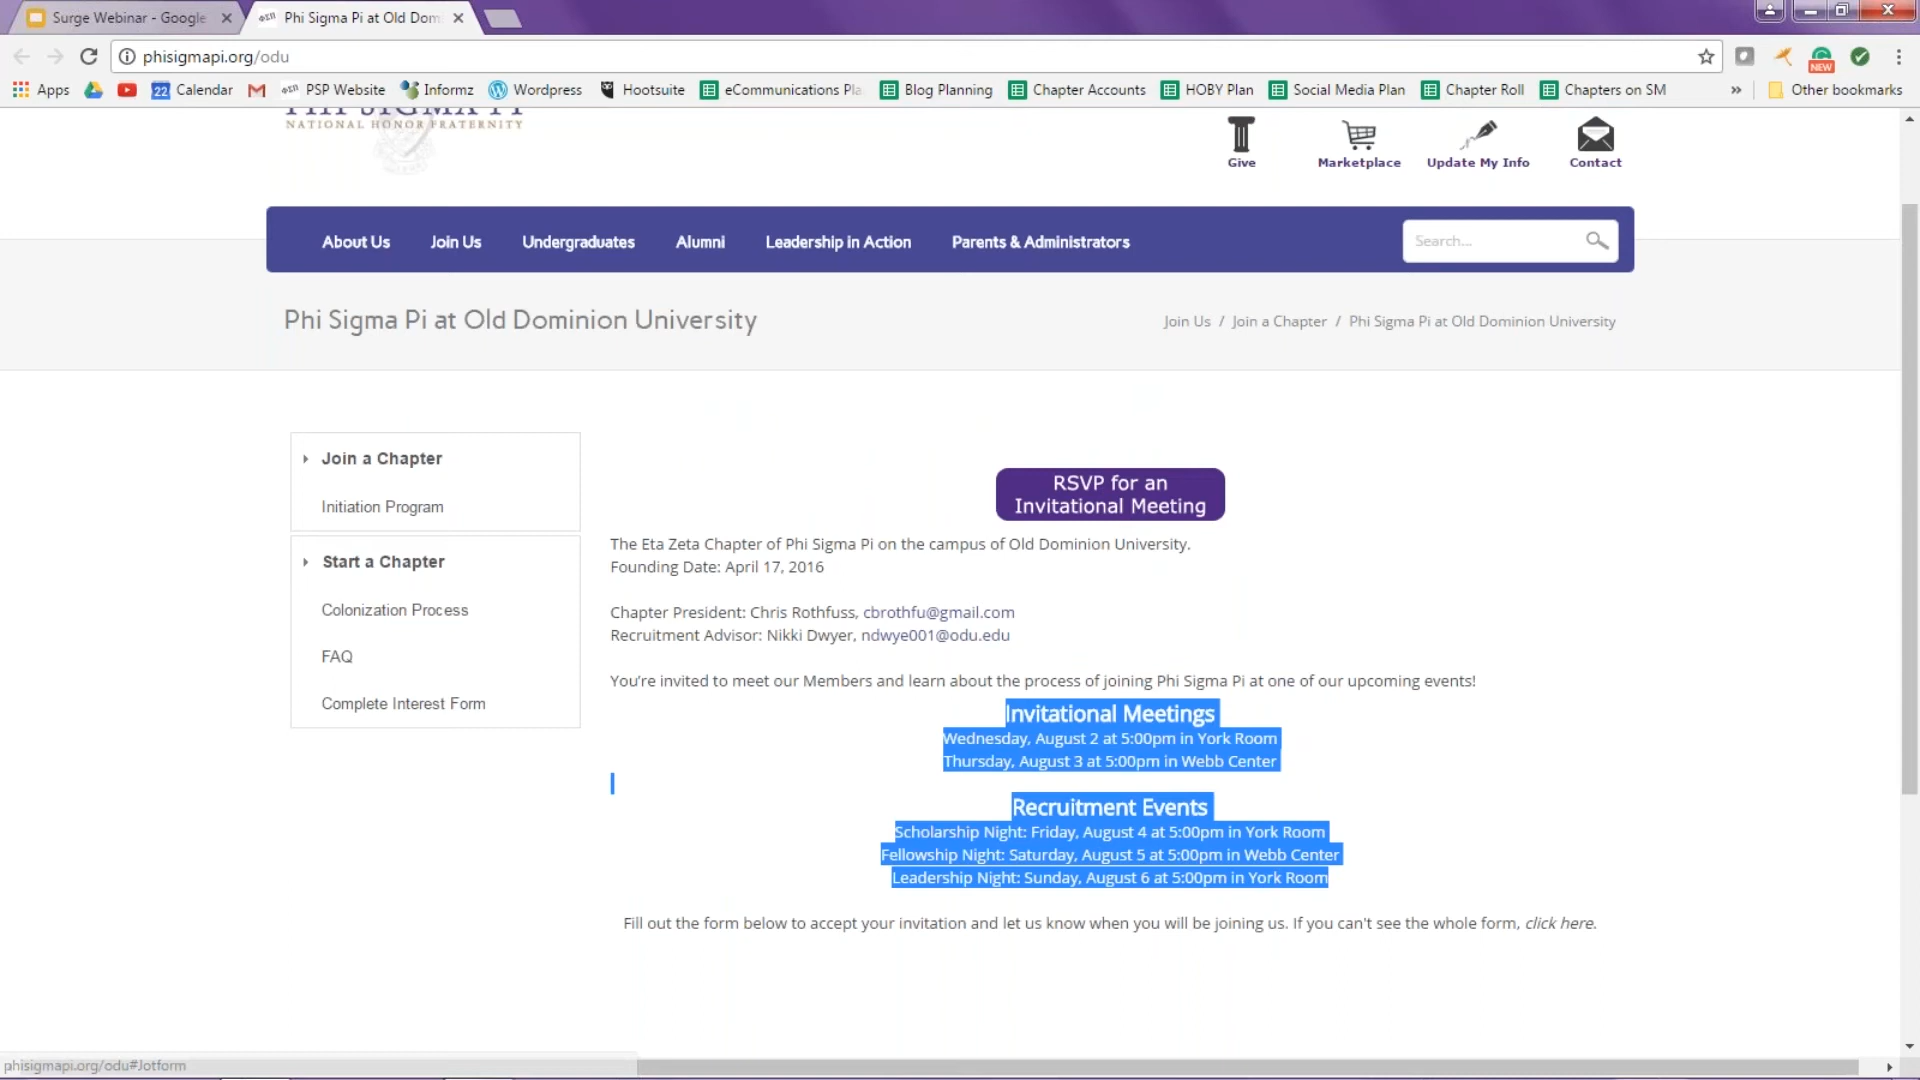 Surge Webinar - Google
ΦΣΠ Phi Sigma Pi at Old Dom
phisigmapi.org/odu
NEW
Apps 22 Calendar ΦΣΠ PSP Website Informz Wordpress Hootsuite eCommunications Pla Blog Planning Chapter Accounts HOBY Plan Social Media Plan Chapter Roll Chapters on SM » Other bookmarks
PHI SIGMA PI
NATIONAL HONOR FRATERNITY
Give Marketplace Update My Info Contact
About Us Join Us Undergraduates Alumni Leadership in Action Parents & Administrators Search...
Phi Sigma Pi at Old Dominion University
Join Us / Join a Chapter / Phi Sigma Pi at Old Dominion University
Join a Chapter
Initiation Program
Start a Chapter
Colonization Process
FAQ
Complete Interest Form
RSVP for an
Invitational Meeting
The Eta Zeta Chapter of Phi Sigma Pi on the campus of Old Dominion University.
Founding Date: April 17, 2016
Chapter President: Chris Rothfuss, cbrothfu@gmail.com
Recruitment Advisor: Nikki Dwyer, ndwye001@odu.edu
You're invited to meet our Members and learn about the process of joining Phi Sigma Pi at one of our upcoming events!
Invitational Meetings
Wednesday, August 2 at 5:00pm in York Room
Thursday, August 3 at 5:00pm in Webb Center
Recruitment Events
Scholarship Night: Friday, August 4 at 5:00pm in York Room
Fellowship Night: Saturday, August 5 at 5:00pm in Webb Center
Leadership Night: Sunday, August 6 at 5:00pm in York Room
Fill out the form below to accept your invitation and let us know when you will be joining us. If you can't see the whole form, click here.
phisigmapi.org/odu#Jotform